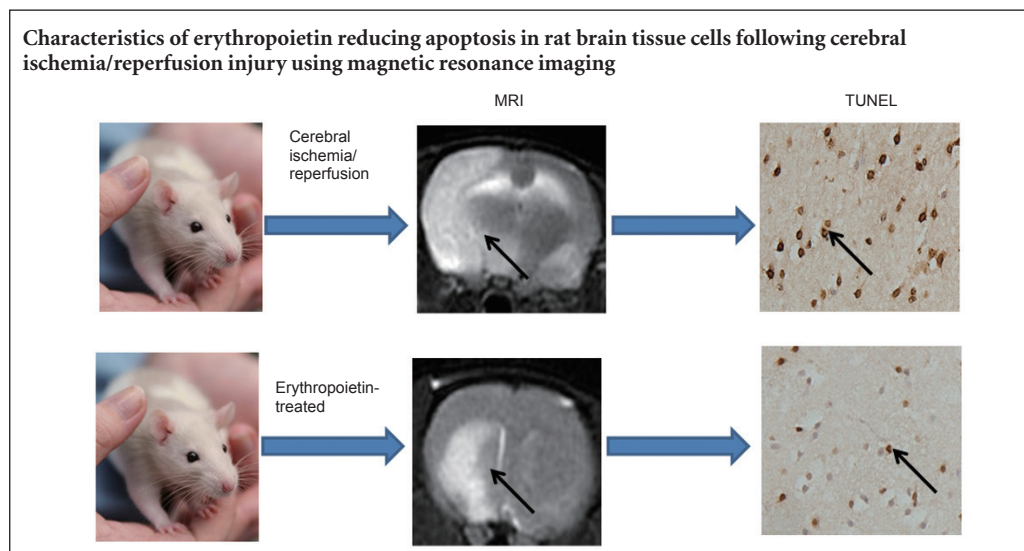 Characteristics of erythropoietin reducing apoptosis in rat brain tissue cells following cerebral
ischemia/reperfusion injury using magnetic resonance imaging
MRI
TUNEL
Cerebral
ischemia/
reperfusion
Erythropoietin-
treated